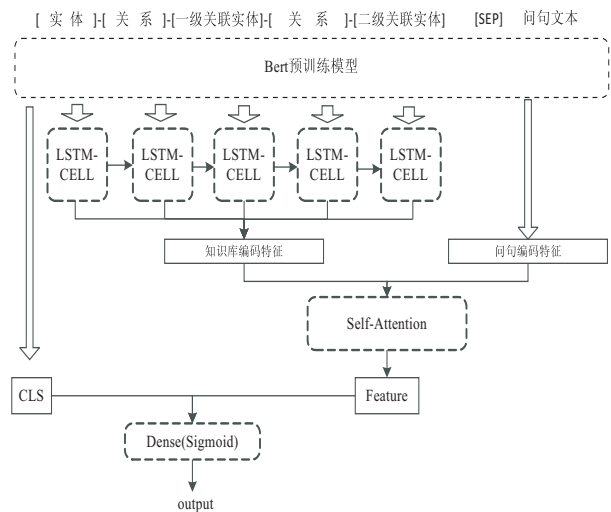 [ 实 体 ]-[ 关 系 ]-[一级关联实体]-[ 关 系 ]-[二级关联实体] [SEP] 问句文本
Bert预训练模型
LSTM-
CELL
LSTM-
CELL
LSTM-
CELL
LSTM-
CELL
LSTM-
CELL
知识库编码特征
问句编码特征
Self-Attention
CLS
Feature
Dense(Sigmoid)
output